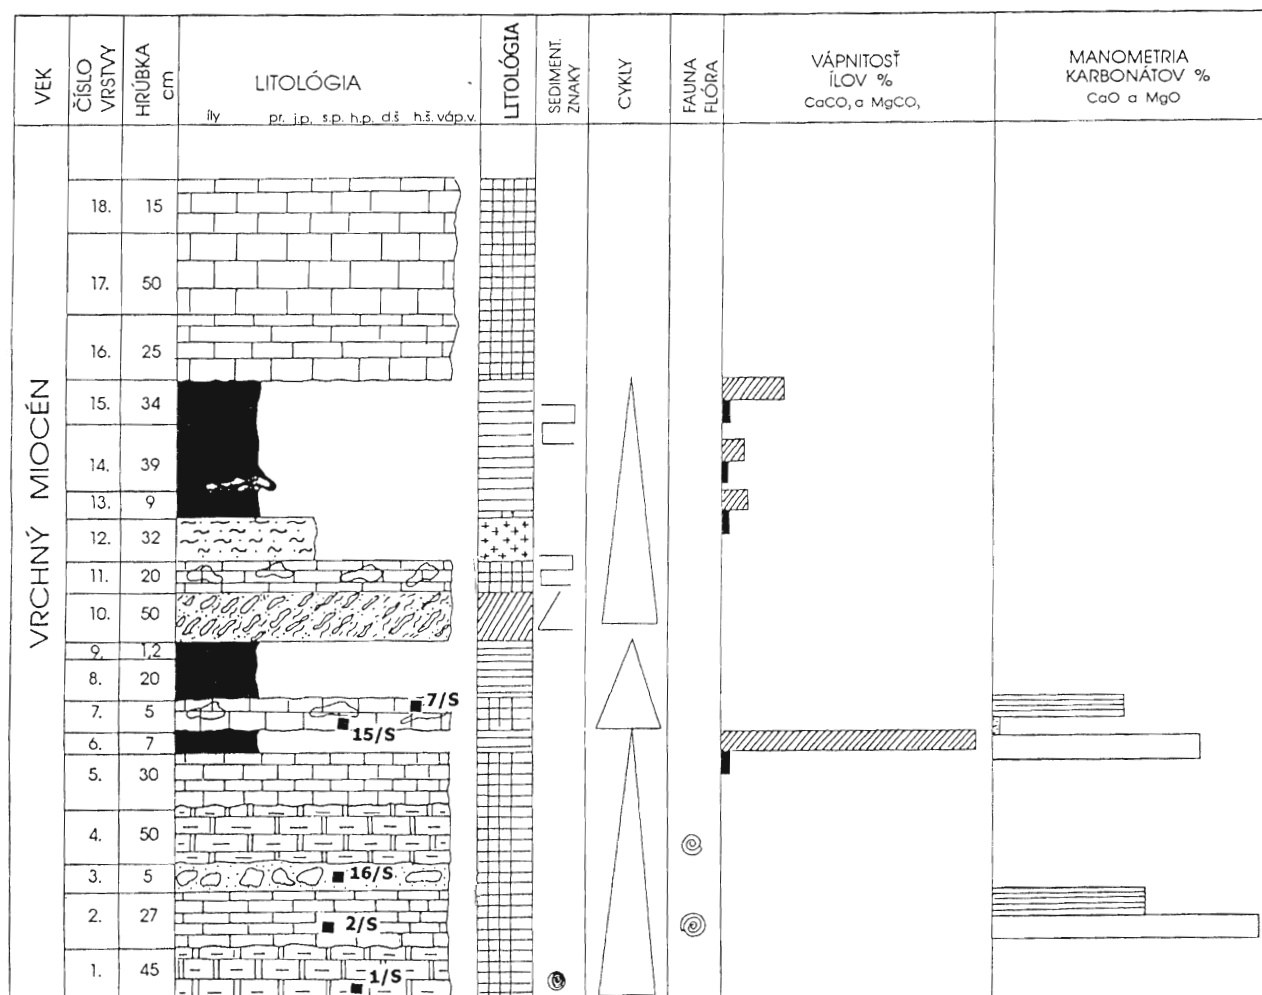 VEK
ČÍSLO
VRSTVY
HRÚBKA
cm
LITOLÓGIA
íly pr. j.p. s.p. h.p. d.š h.š. váp.v.
LITOLÓGIA
SEDIMENT.
ZNAKY
CYKLY
FAUNA
FLÓRA
VÁPNITOSŤ
ÍLOV %
CaCO₃ a MgCO₃
MANOMETRIA
KARBONÁTOV %
CaO a MgO
VRCHNÝ MIOCÉN
18. 15
17. 50
16. 25
15. 34
14. 39
13. 9
12. 32
11. 20
10. 50
9. 1,2
8. 20
7. 5 7/S
15/S
6. 7
5. 30
4. 50
3. 5 16/S
2. 27 2/S
1. 45 1/S